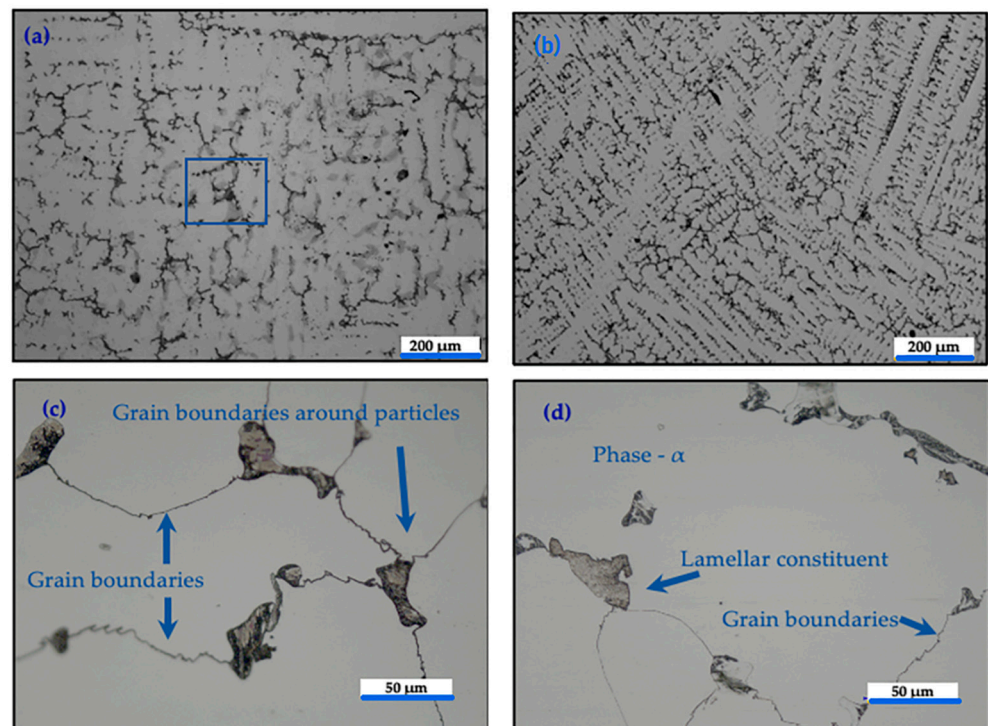 (a)
(b)
200 μm
200 μm
(c)
Grain boundaries around particles
Grain boundaries
50 μm
(d)
Phase - α
Lamellar constituent
Grain boundaries
50 μm